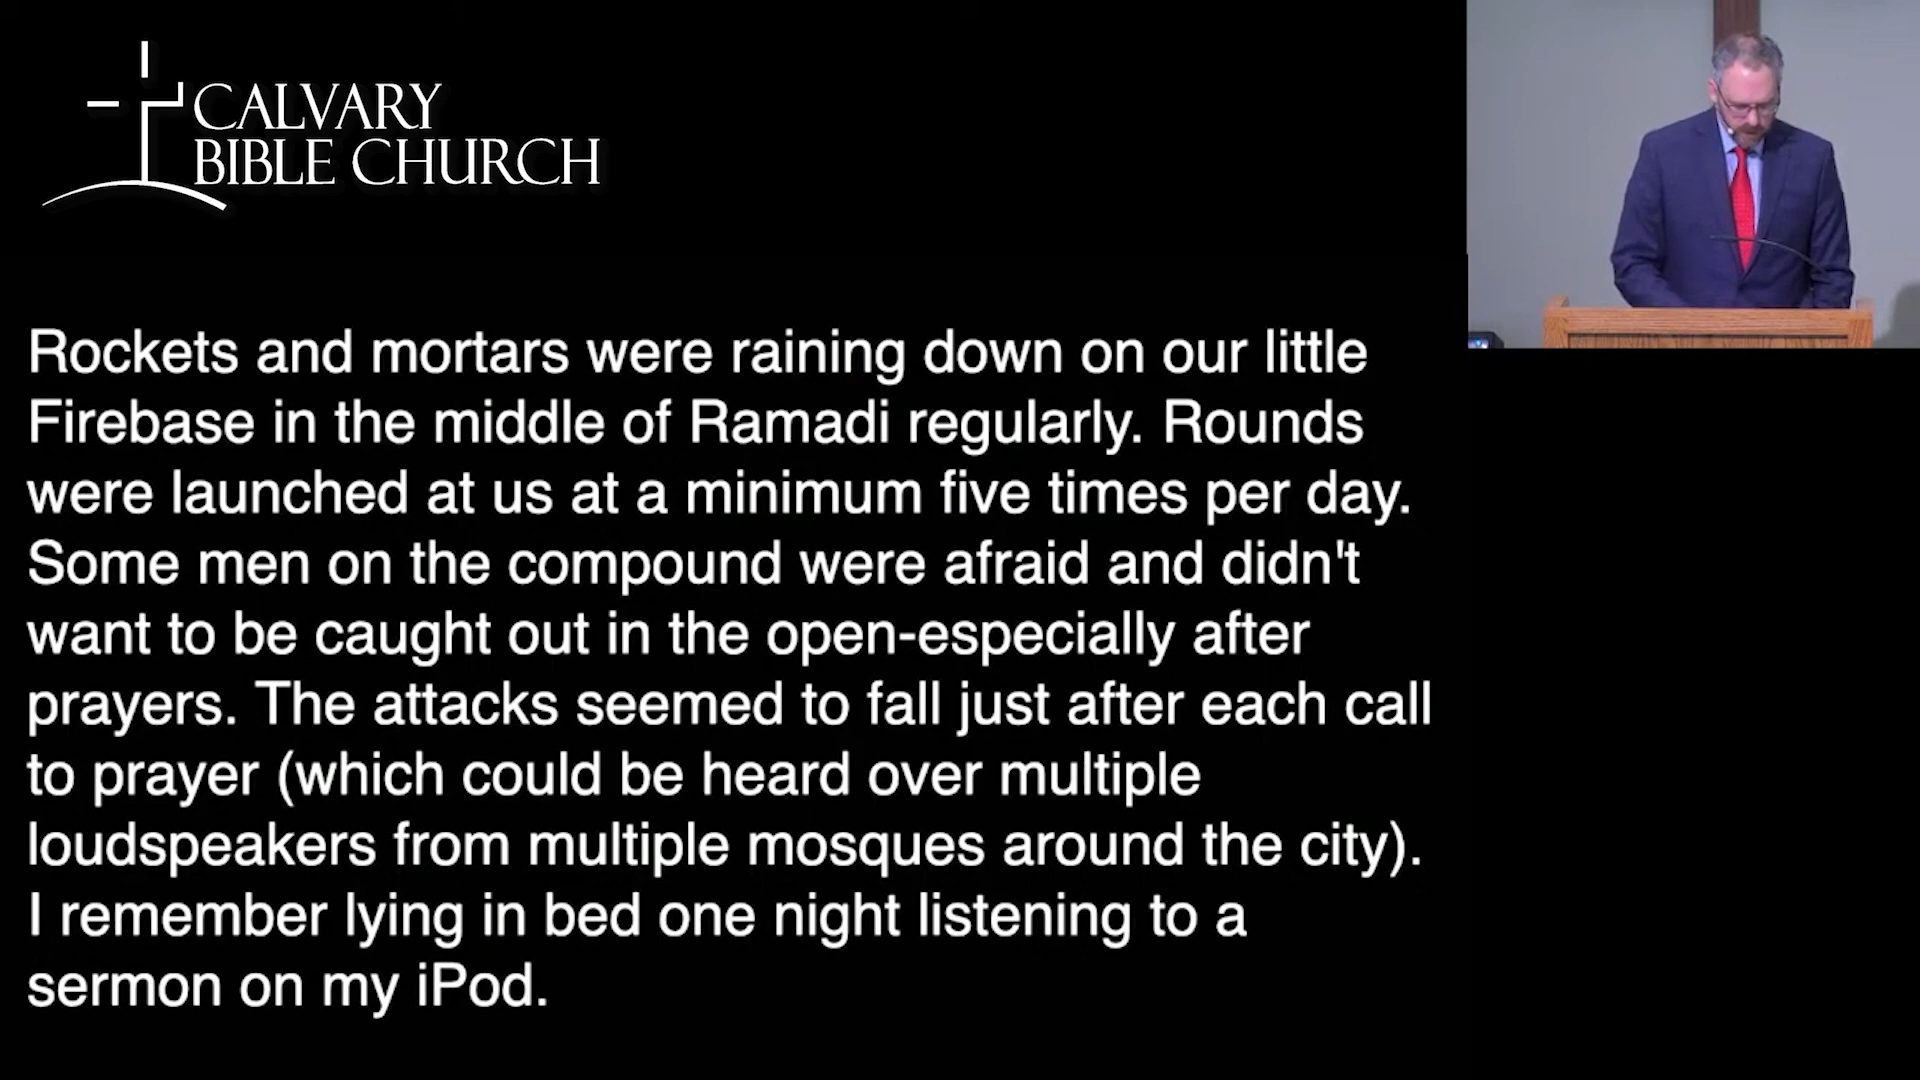 CALVARY
BIBLE CHURCH
Rockets and mortars were raining down on our little
Firebase in the middle of Ramadi regularly. Rounds
were launched at us at a minimum five times per day.
Some men on the compound were afraid and didn't
want to be caught out in the open-especially after
prayers. The attacks seemed to fall just after each call
to prayer (which could be heard over multiple
loudspeakers from multiple mosques around the city).
I remember lying in bed one night listening to a
sermon on my iPod.